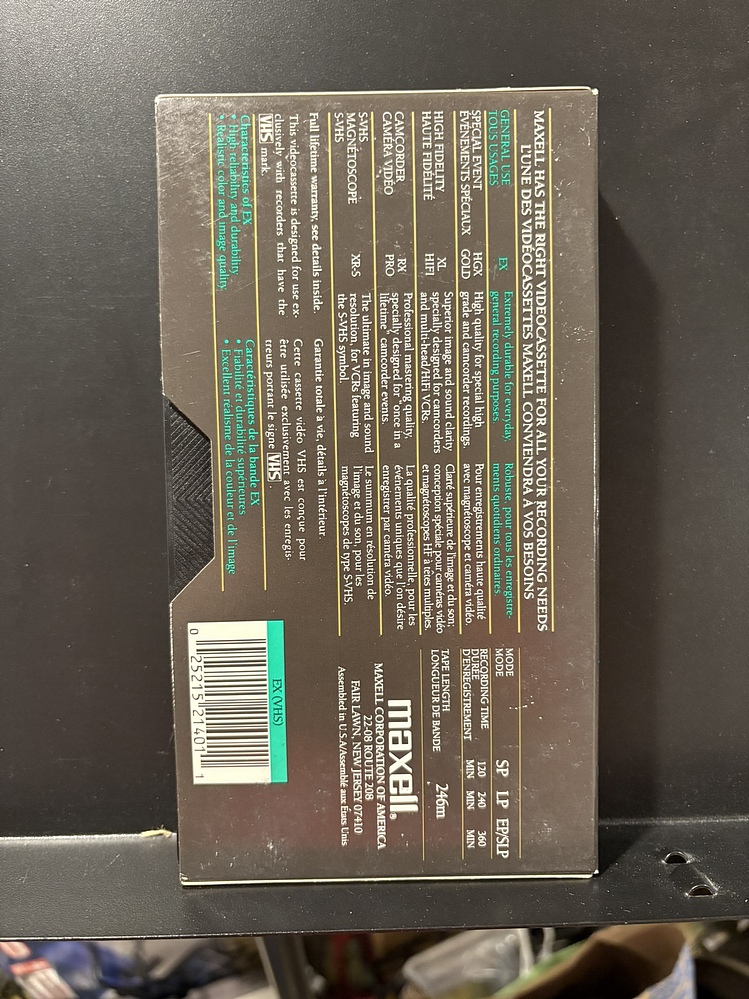 MAXELL HAS THE RIGHT VIDEOCASSETTE FOR ALL YOUR RECORDING NEEDS
L'UNE DES VIDÉOCASSETTES MAXELL CONVIENDRA À VOS BESOINS
GENERAL USE
TOUS USAGES
EX
Extremely durable for everyday,
general recording purposes.
Robuste, pour tous les enregistre-
ments quotidiens ordinaires.
SPECIAL EVENT
ÉVÉNEMENTS SPÉCIAUX
HGX
GOLD
High quality for special high
grade and camcorder recordings.
Pour enregistrements haute qualité
avec magnétoscope et caméra vidéo.
HIGH FIDELITY
HAUTE FIDÉLITÉ
XL
HIFI
Superior image and sound clarity
specially designed for camcorders
and multi-head/HiFi VCRs.
Clarté supérieure de l'image et du son;
conception spéciale pour caméras vidéo
et magnétoscopes HF à têtes multiples.
CAMCORDER
CAMÉRA VIDÉO
RX
PRO
Professional mastering quality,
specially designed for "once in a
lifetime" camcorder events.
La qualité professionnelle, pour les
événements uniques que l'on désire
enregistrer par caméra vidéo.
S-VHS
MAGNÉTOSCOPE
S-VHS
XR-S
The ultimate in image and sound
resolution, for VCRs featuring
the S-VHS symbol.
Le summum en résolution de
l'image et du son, pour les
magnétoscopes de type S-VHS.
Full lifetime warranty, see details inside.
This videocassette is designed for use ex-
clusively with recorders that have the
VHS mark.
Characteristics of EX
• High reliability and durability
• Realistic color and image quality
Garantie totale à vie, détails à l'intérieur.
Cette cassette vidéo VHS est conçue pour
être utilisée exclusivement avec les enregis-
treurs portant le signe VHS.
Caractéristiques de la bande EX
• Fiabilité et durabilité supérieures
• Excellent réalisme de la couleur et de l'image
MODE
MODE
SP LP EP/SLP
RECORDING TIME
DURÉE
D'ENREGISTREMENT
120 240 360
MIN MIN MIN
TAPE LENGTH
LONGUEUR DE BANDE
246m
maxell®
MAXELL CORPORATION OF AMERICA
22-08 ROUTE 208
FAIR LAWN, NEW JERSEY 07410
Assembled in U.S.A/Assemblé aux États Unis
EX (VHS)
0 25215 21401 1